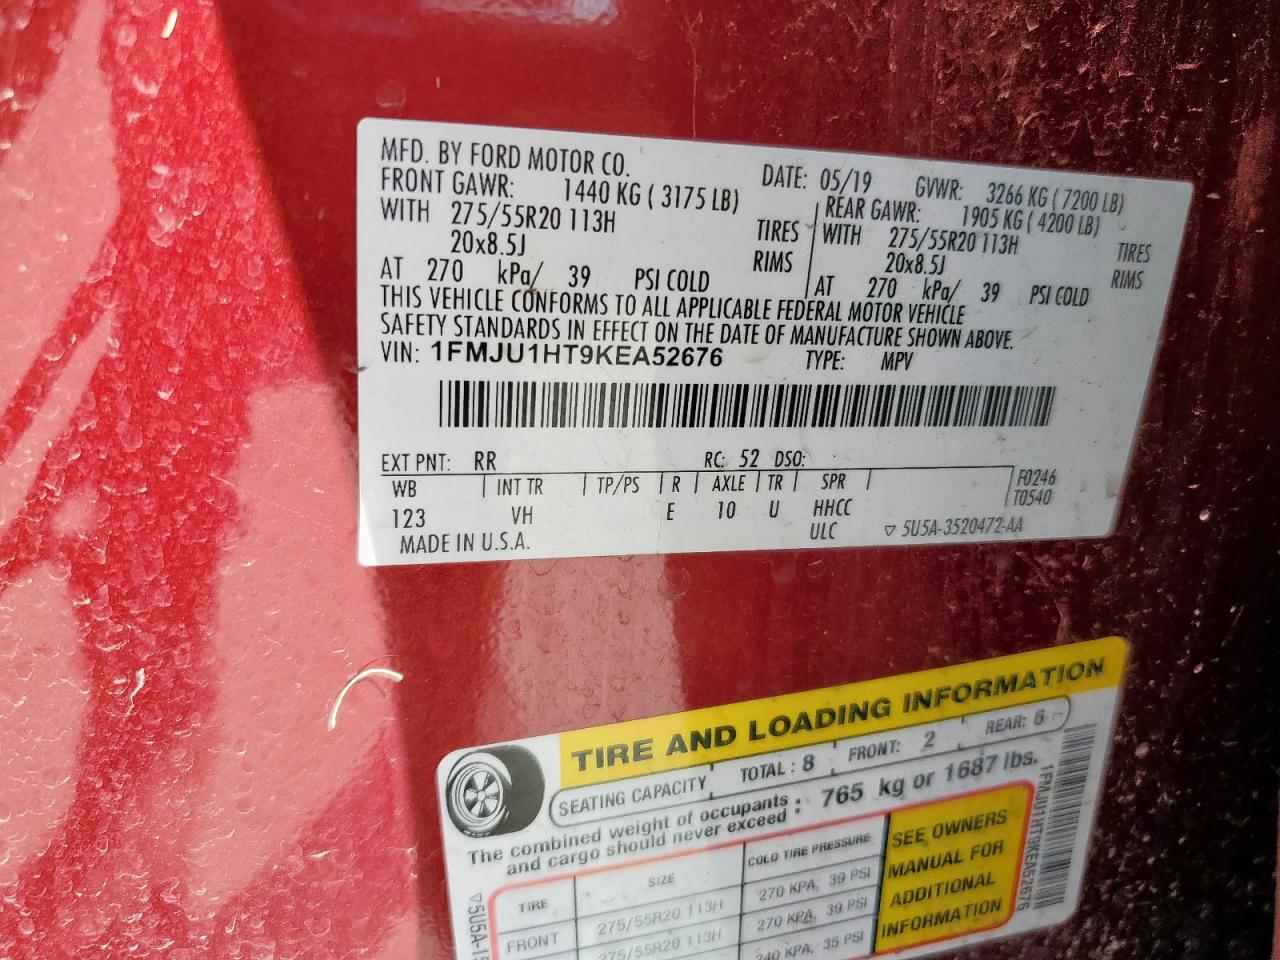 MFD. BY FORD MOTOR CO.
DATE: 05/19 GVWR: 3266 KG ( 7200 LB)
FRONT GAWR: 1440 KG ( 3175 LB) REAR GAWR: 1905 KG ( 4200 LB)
WITH 275/55R20 113H TIRES WITH 275/55R20 113H TIRES
20x8.5J RIMS 20x8.5J RIMS
AT 270 kPa/ 39 PSI COLD AT 270 kPa/ 39 PSI COLD
THIS VEHICLE CONFORMS TO ALL APPLICABLE FEDERAL MOTOR VEHICLE
SAFETY STANDARDS IN EFFECT ON THE DATE OF MANUFACTURE SHOWN ABOVE.
VIN: 1FMJU1HT9KEA52676 TYPE: MPV
EXT PNT: RR RC: 52 DSO:
WB INT TR TP/PS R AXLE TR SPR F0246
T0540
123 VH E 10 U HHCC
MADE IN U.S.A. ULC ▽ 5U5A-3520472-AA
TIRE AND LOADING INFORMATION
SEATING CAPACITY TOTAL : 8 FRONT: 2 REAR: 6
The combined weight of occupants : 765 kg or 1687 lbs.
and cargo should never exceed
TIRE SIZE COLD TIRE PRESSURE
FRONT 275/55R20 113H 270 KPA, 39 PSI
275/55R20 113H 270 KPA, 39 PSI
240 KPA, 35 PSI
SEE OWNERS
MANUAL FOR
ADDITIONAL
INFORMATION
1FMJU1HT9KEA52676
▽5U5A-15